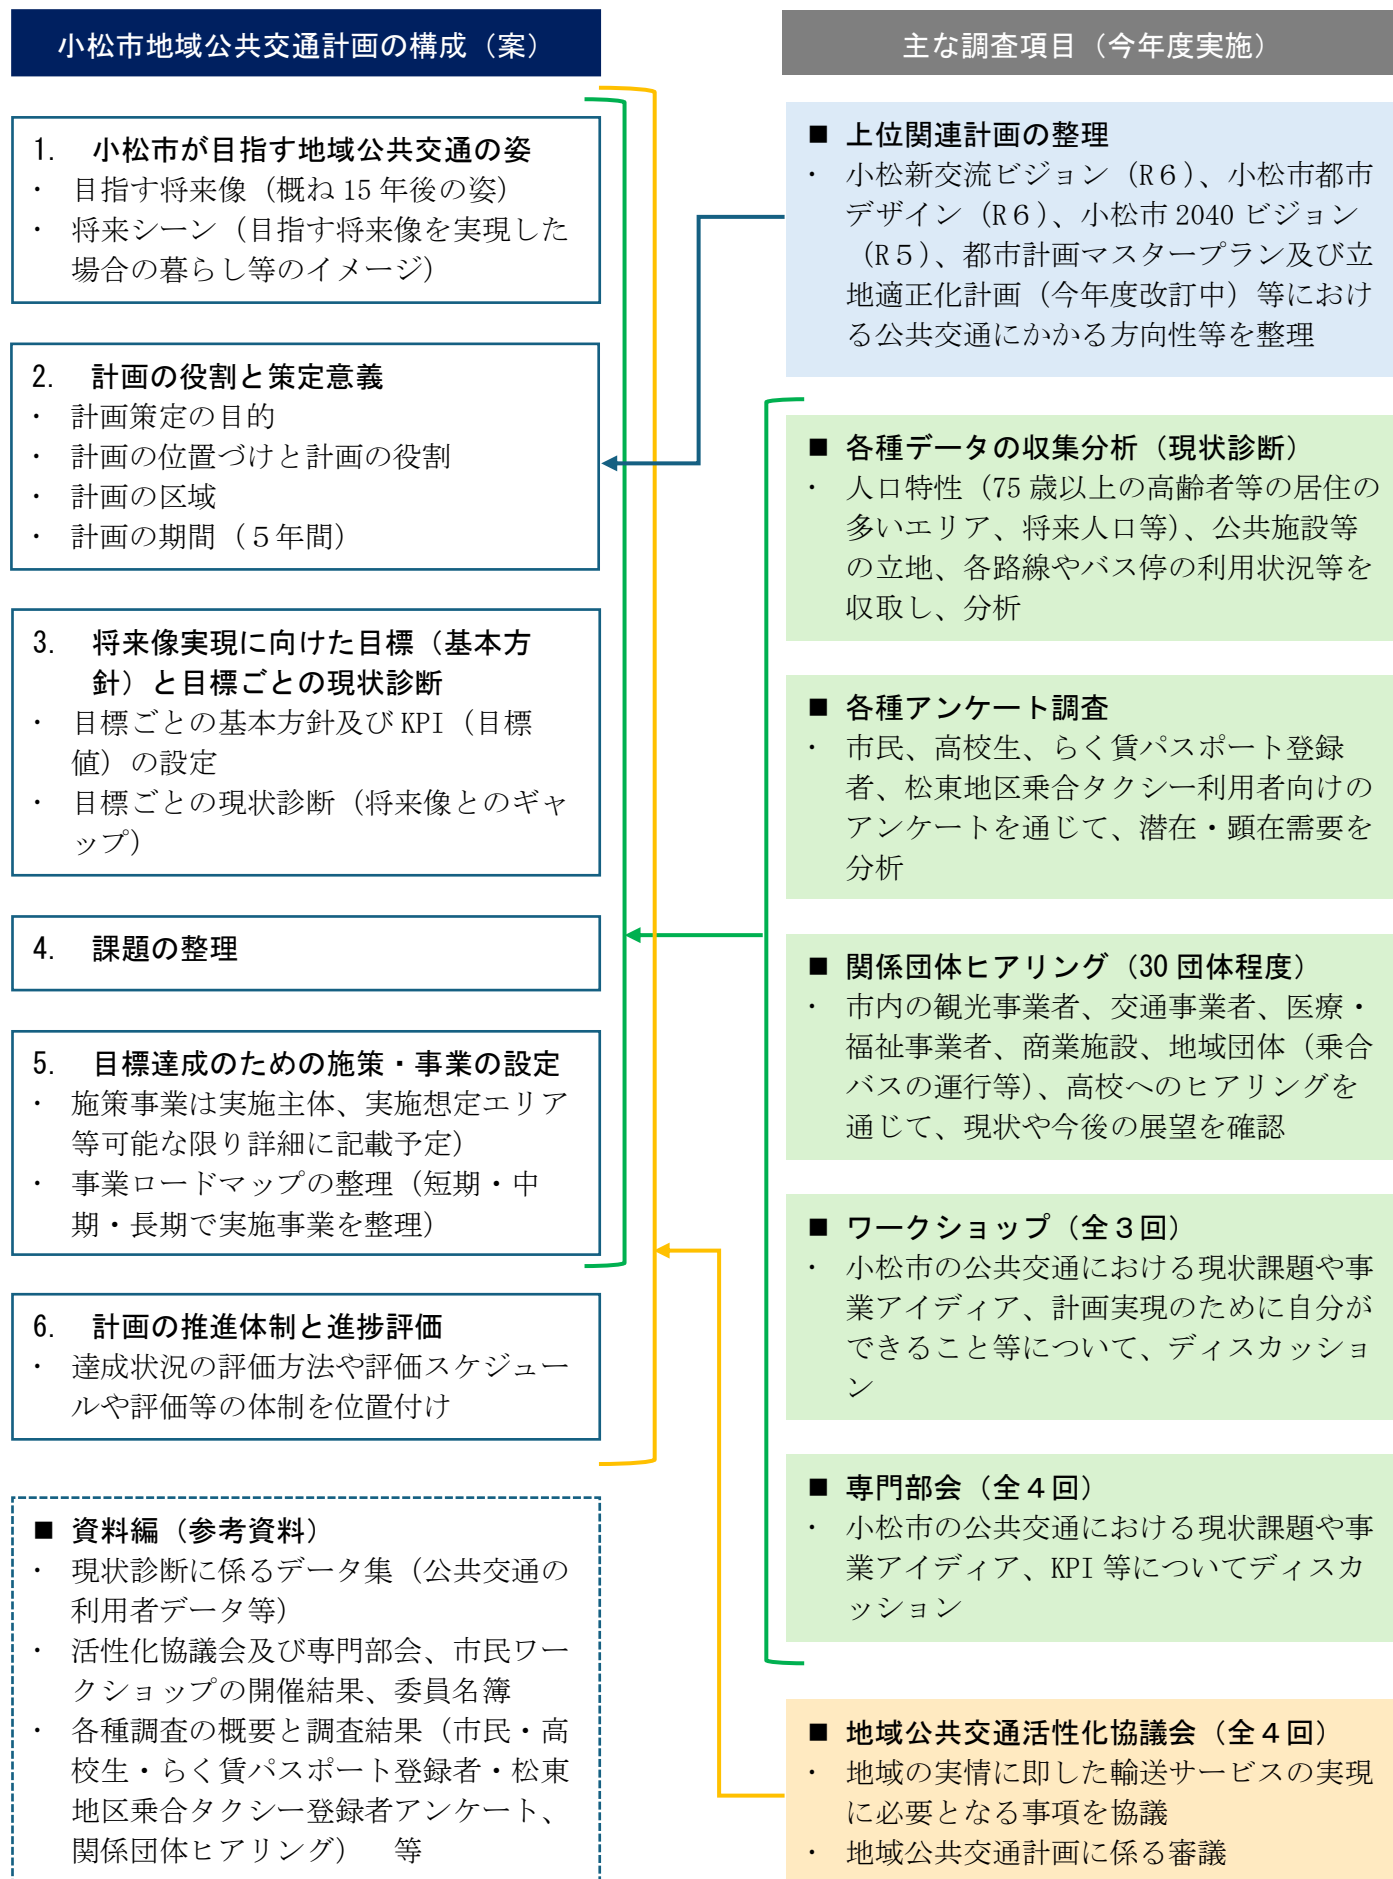 小松市地域公共交通計画の構成（案）
1. 小松市が目指す地域公共交通の姿
・ 目指す将来像（概ね 15 年後の姿）
・ 将来シーン（目指す将来像を実現した
場合の暮らし等のイメージ）
2. 計画の役割と策定意義
・ 計画策定の目的
・ 計画の位置づけと計画の役割
・ 計画の区域
・ 計画の期間（５年間）
3. 将来像実現に向けた目標（基本方
針）と目標ごとの現状診断
・ 目標ごとの基本方針及び KPI（目標
値）の設定
・ 目標ごとの現状診断（将来像とのギャ
ップ）
4. 課題の整理
5. 目標達成のための施策・事業の設定
・ 施策事業は実施主体、実施想定エリア
等可能な限り詳細に記載予定）
・ 事業ロードマップの整理（短期・中
期・長期で実施事業を整理）
6. 計画の推進体制と進捗評価
・ 達成状況の評価方法や評価スケジュー
ルや評価等の体制を位置付け
■ 資料編（参考資料）
・ 現状診断に係るデータ集（公共交通の
利用者データ等）
・ 活性化協議会及び専門部会、市民ワー
クショップの開催結果、委員名簿
・ 各種調査の概要と調査結果（市民・高
校生・らく賃パスポート登録者・松東
地区乗合タクシー登録者アンケート、
関係団体ヒアリング） 等
主な調査項目（今年度実施）
■ 上位関連計画の整理
・ 小松新交流ビジョン（R６）、小松市都市
デザイン（R６）、小松市 2040 ビジョン
（R５）、都市計画マスタープラン及び立
地適正化計画（今年度改訂中）等におけ
る公共交通にかかる方向性等を整理
■ 各種データの収集分析（現状診断）
・ 人口特性（75 歳以上の高齢者等の居住の
多いエリア、将来人口等）、公共施設等
の立地、各路線やバス停の利用状況等を
収取し、分析
■ 各種アンケート調査
・ 市民、高校生、らく賃パスポート登録
者、松東地区乗合タクシー利用者向けの
アンケートを通じて、潜在・顕在需要を
分析
■ 関係団体ヒアリング（30 団体程度）
・ 市内の観光事業者、交通事業者、医療・
福祉事業者、商業施設、地域団体（乗合
バスの運行等）、高校へのヒアリングを
通じて、現状や今後の展望を確認
■ ワークショップ（全３回）
・ 小松市の公共交通における現状課題や事
業アイディア、計画実現のために自分が
できること等について、ディスカッショ
ン
■ 専門部会（全４回）
・ 小松市の公共交通における現状課題や事
業アイディア、KPI 等についてディスカ
ッション
■ 地域公共交通活性化協議会（全４回）
・ 地域の実情に即した輸送サービスの実現
に必要となる事項を協議
・ 地域公共交通計画に係る審議